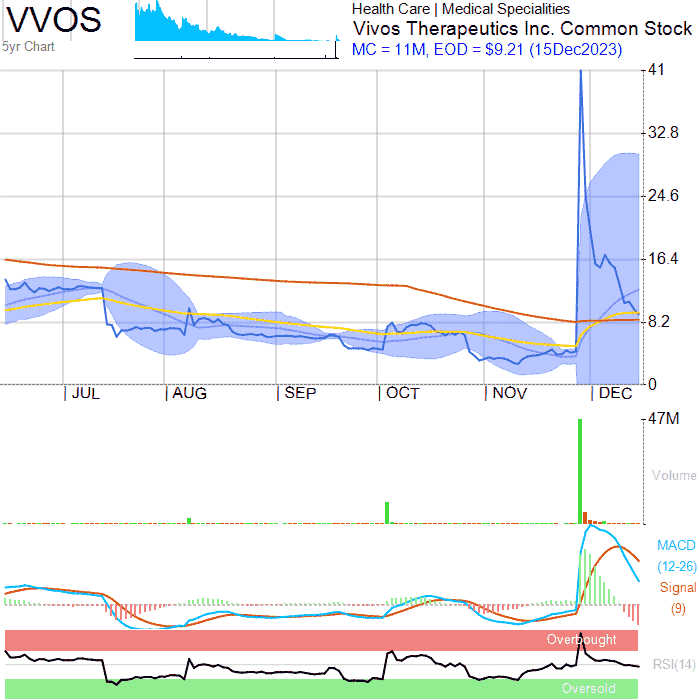 VVOS
5yr Chart
Health Care | Medical Specialities
Vivos Therapeutics Inc. Common Stock
MC = 11M, EOD = $9.21 (15Dec2023)
41
32.8
24.6
16.4
8.2
0
| JUL | AUG | SEP | OCT | NOV | DEC
47M
Volume
MACD
(12-26)
Signal
(9)
Overbought
RSI(14)
Oversold